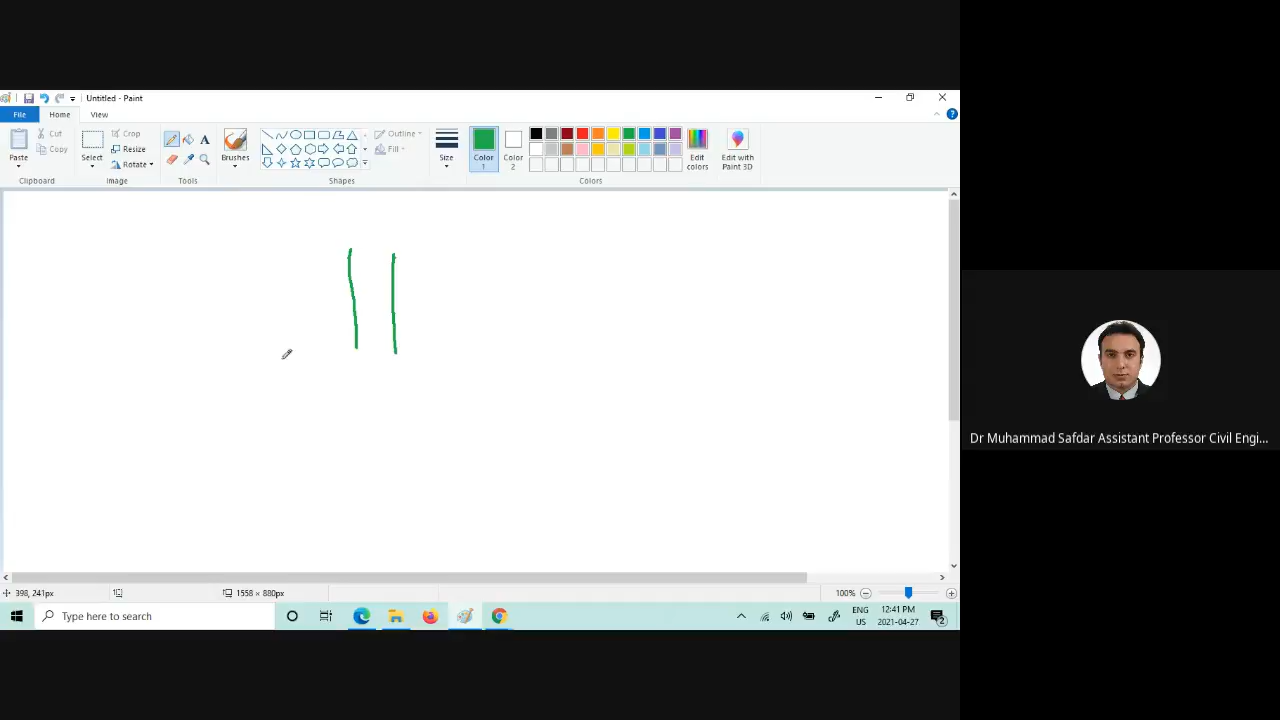 Untitled - Paint
File
Home
View
Paste
Cut
Copy
Clipboard
Select
Crop
Resize
Rotate
Image
A
Tools
Brushes
Outline
Fill
Shapes
Size
Color
1
Color
2
Edit
colors
Edit with
Paint 3D
Colors
Dr Muhammad Safdar Assistant Professor Civil Engi...
398, 241px
1558 × 880px
100%
Type here to search
ENG
US
12:41 PM
2021-04-27
2